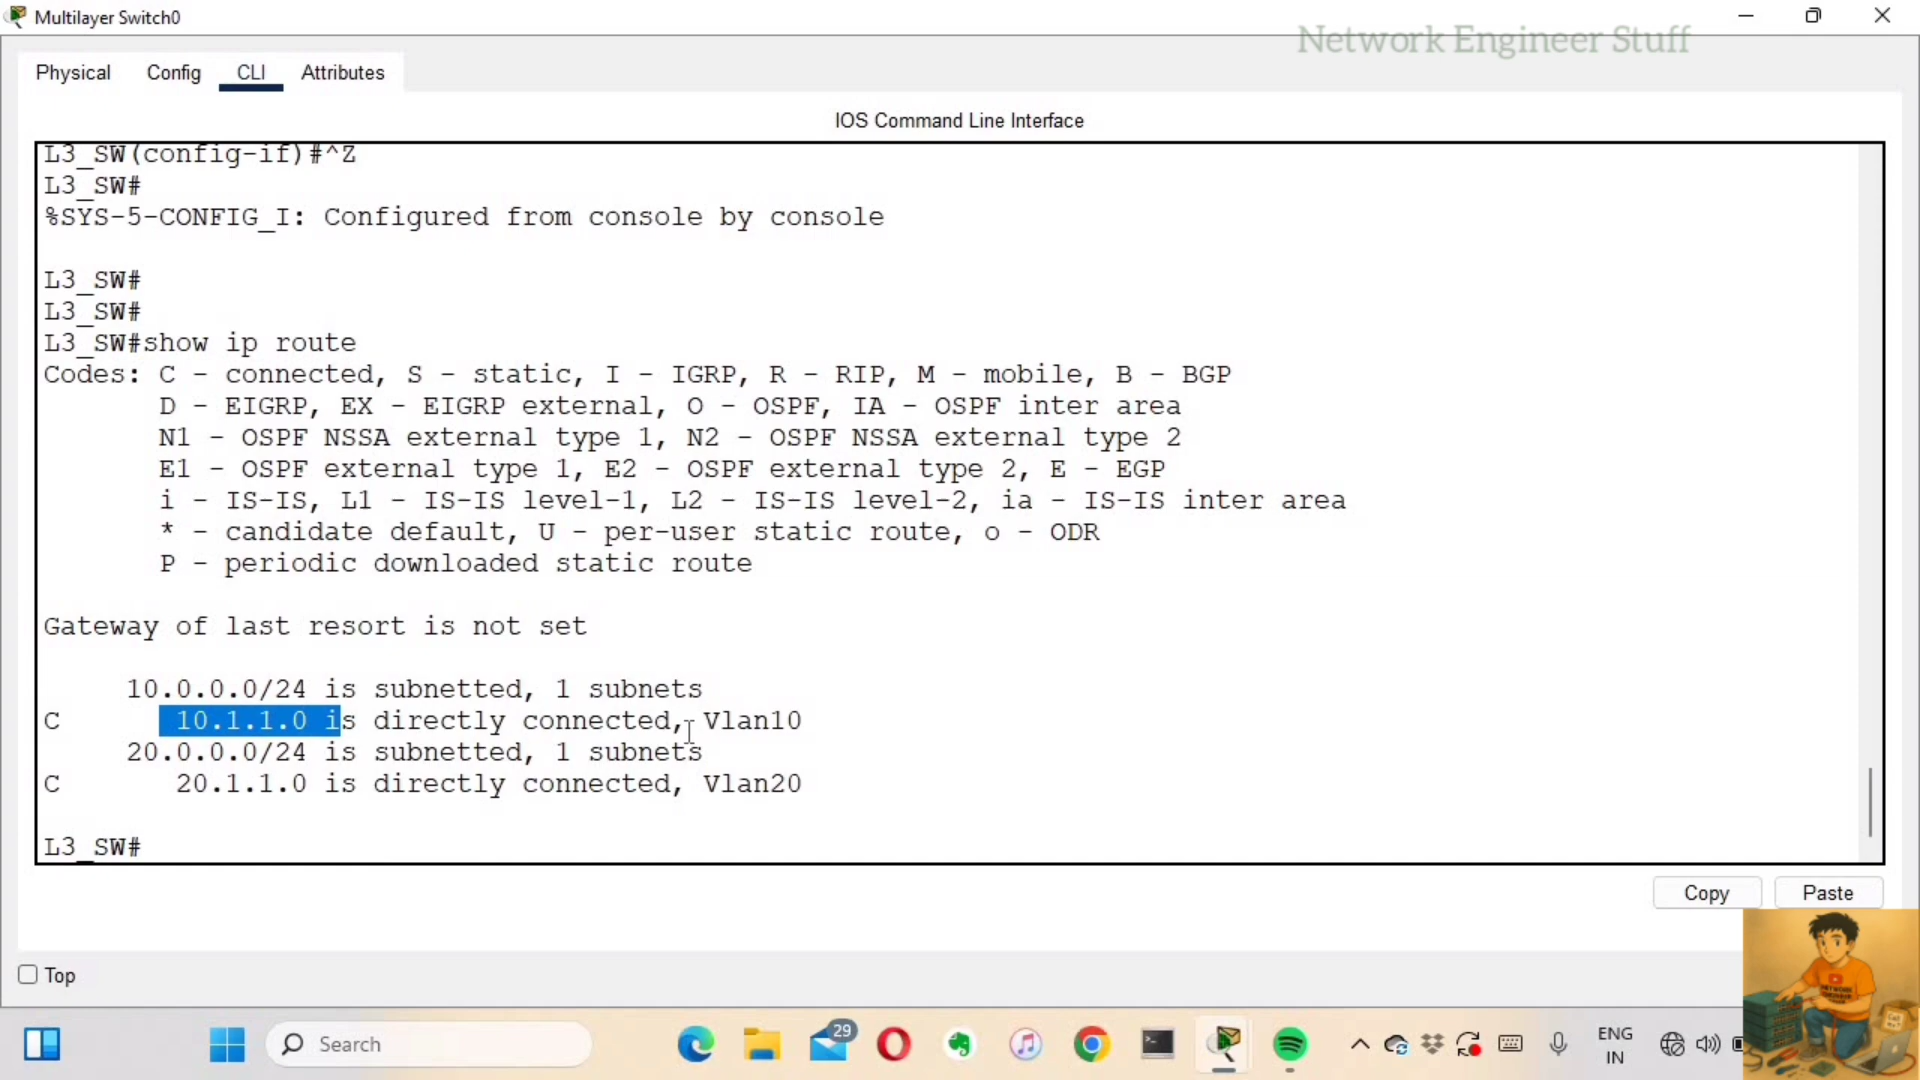 Multilayer Switch0
Network Engineer Stuff
Physical Config CLI Attributes
IOS Command Line Interface
L3_SW(config-if)#^Z
L3_SW#
%SYS-5-CONFIG_I: Configured from console by console
L3_SW#
L3_SW#
L3_SW#show ip route
Codes: C - connected, S - static, I - IGRP, R - RIP, M - mobile, B - BGP
D - EIGRP, EX - EIGRP external, O - OSPF, IA - OSPF inter area
N1 - OSPF NSSA external type 1, N2 - OSPF NSSA external type 2
E1 - OSPF external type 1, E2 - OSPF external type 2, E - EGP
i - IS-IS, L1 - IS-IS level-1, L2 - IS-IS level-2, ia - IS-IS inter area
* - candidate default, U - per-user static route, o - ODR
P - periodic downloaded static route
Gateway of last resort is not set
10.0.0.0/24 is subnetted, 1 subnets
C 10.1.1.0 is directly connected, Vlan10
20.0.0.0/24 is subnetted, 1 subnets
C 20.1.1.0 is directly connected, Vlan20
L3_SW#
Copy Paste
Top
Search
29
ENG
IN